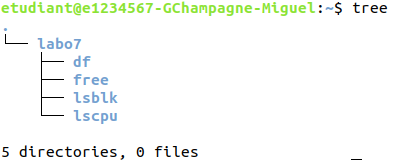 etudiant@e1234567-GChampagne-Miguel:~$ tree
.
└── labo7
    ├── df
    ├── free
    ├── lsblk
    └── lscpu

5 directories, 0 files